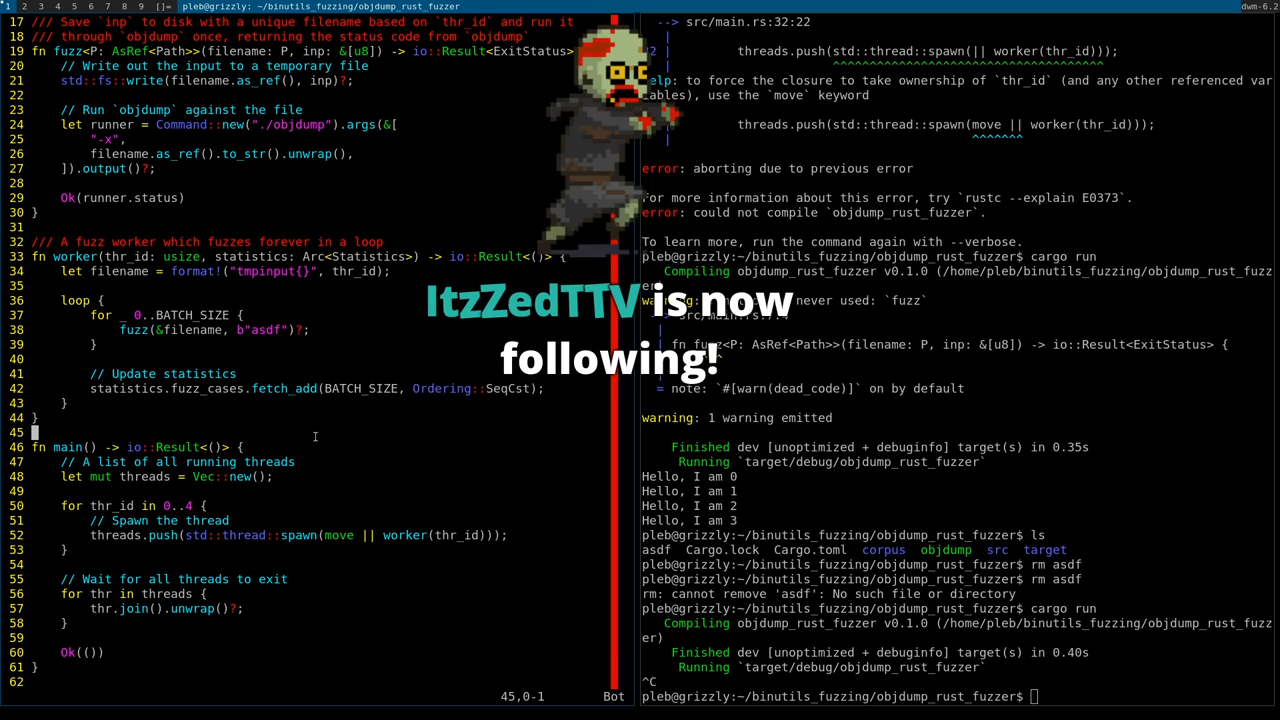 1 2 3 4 5 6 7 8 9 []= pleb@grizzly: ~/binutils_fuzzing/objdump_rust_fuzzer dwm-6.2
17 /// Save `inp` to disk with a unique filename based on `thr_id` and run it
18 /// through `objdump` once, returning the status code from `objdump`
19 fn fuzz<P: AsRef<Path>>(filename: P, inp: &[u8]) -> io::Result<ExitStatus>
20 // Write out the input to a temporary file
21 std::fs::write(filename.as_ref(), inp)?;
22
23 // Run `objdump` against the file
24 let runner = Command::new("./objdump").args(&[
25 "-x",
26 filename.as_ref().to_str().unwrap(),
27 ]).output()?;
28
29 Ok(runner.status)
30 }
31
32 /// A fuzz worker which fuzzes forever in a loop
33 fn worker(thr_id: usize, statistics: Arc<Statistics>) -> io::Result<()> {
34 let filename = format!("tmpinput{}", thr_id);
35
36 loop {
37 for _ 0..BATCH_SIZE {
38 fuzz(&filename, b"asdf")?;
39 }
40
41 // Update statistics
42 statistics.fuzz_cases.fetch_add(BATCH_SIZE, Ordering::SeqCst);
43 }
44 }
45
46 fn main() -> io::Result<()> {
47 // A list of all running threads
48 let mut threads = Vec::new();
49
50 for thr_id in 0..4 {
51 // Spawn the thread
52 threads.push(std::thread::spawn(move || worker(thr_id)));
53 }
54
55 // Wait for all threads to exit
56 for thr in threads {
57 thr.join().unwrap()?;
58 }
59
60 Ok(())
61 }
62
45,0-1 Bot
ItzZedTTV is now
following!
--> src/main.rs:32:22
|
threads.push(std::thread::spawn(|| worker(thr_id)));
^^^^^^^^^^^^^^^^^^^^^^^^^^^^^^^^^^^^
: to force the closure to take ownership of `thr_id` (and any other referenced var
iables), use the `move` keyword
|
threads.push(std::thread::spawn(move || worker(thr_id)));
| ^^^^^^^
error: aborting due to previous error
For more information about this error, try `rustc --explain E0373`.
error: could not compile `objdump_rust_fuzzer`.
To learn more, run the command again with --verbose.
pleb@grizzly:~/binutils_fuzzing/objdump_rust_fuzzer$ cargo run
Compiling objdump_rust_fuzzer v0.1.0 (/home/pleb/binutils_fuzzing/objdump_rust_fuzz
er)
never used: `fuzz`
|
| fn fuzz<P: AsRef<Path>>(filename: P, inp: &[u8]) -> io::Result<ExitStatus> {
|
= note: `#[warn(dead_code)]` on by default
warning: 1 warning emitted
Finished dev [unoptimized + debuginfo] target(s) in 0.35s
Running `target/debug/objdump_rust_fuzzer`
Hello, I am 0
Hello, I am 1
Hello, I am 2
Hello, I am 3
pleb@grizzly:~/binutils_fuzzing/objdump_rust_fuzzer$ ls
asdf Cargo.lock Cargo.toml corpus objdump src target
pleb@grizzly:~/binutils_fuzzing/objdump_rust_fuzzer$ rm asdf
pleb@grizzly:~/binutils_fuzzing/objdump_rust_fuzzer$ rm asdf
rm: cannot remove 'asdf': No such file or directory
pleb@grizzly:~/binutils_fuzzing/objdump_rust_fuzzer$ cargo run
Compiling objdump_rust_fuzzer v0.1.0 (/home/pleb/binutils_fuzzing/objdump_rust_fuzz
er)
Finished dev [unoptimized + debuginfo] target(s) in 0.40s
Running `target/debug/objdump_rust_fuzzer`
^C
pleb@grizzly:~/binutils_fuzzing/objdump_rust_fuzzer$